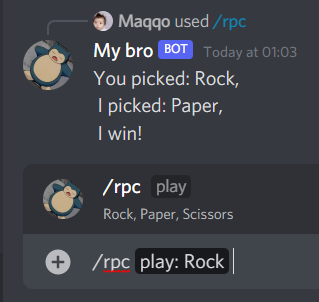 Maqqo used /rpc
My bro BOT Today at 01:03
You picked: Rock,
I picked: Paper,
I win!
/rpc play
Rock, Paper, Scissors
/rpc play: Rock